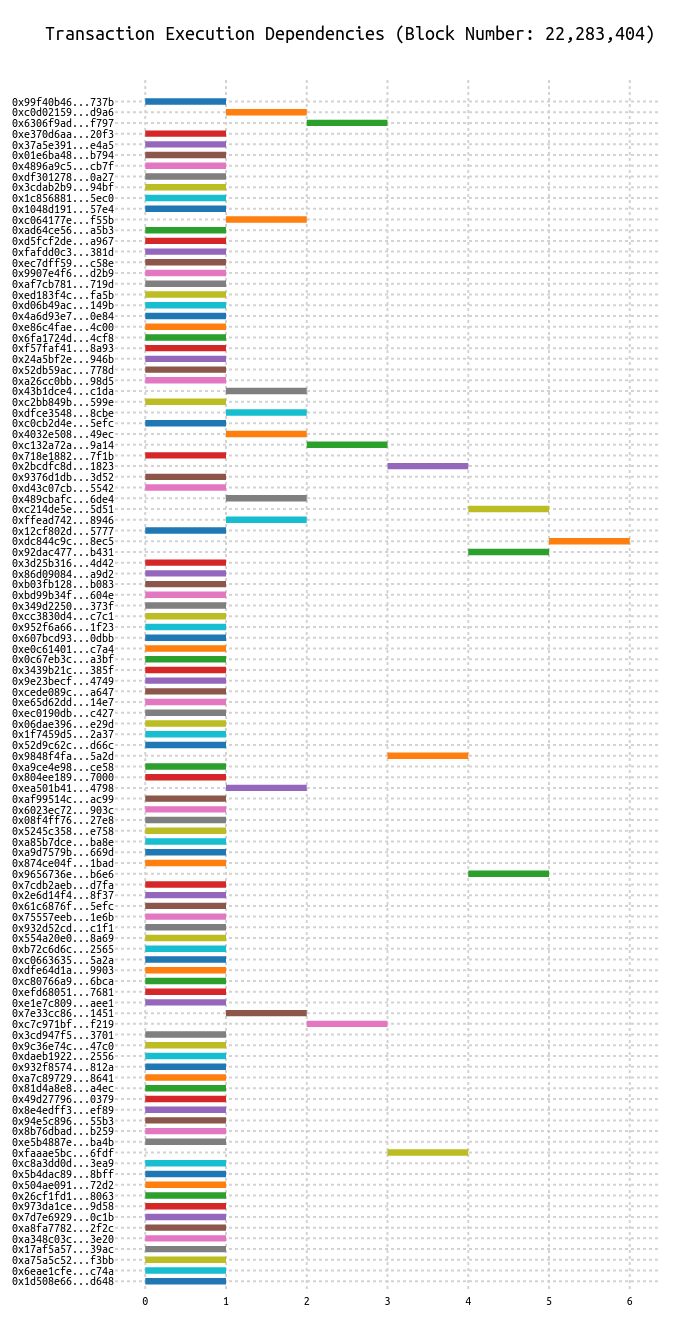 Transaction Execution Dependencies (Block Number: 22,283,404)
0x99f40b46...737b
0xc0d02159...d9a6
0x6306f9ad...f797
0xe370d6aa...20f3
0x37a5e391...e4a5
0x01e6ba48...b794
0x4896a9c5...cb7f
0xdf301278...0a27
0x3cdab2b9...94bf
0x1c856881...5ec0
0x1048d191...57e4
0xc064177e...f55b
0xad64ce56...a5b3
0xd5fcf2de...a967
0xfafdd0c3...381d
0xec7dff59...c58e
0x9907e4f6...d2b9
0xaf7cb781...719d
0xed183f4c...fa5b
0xd06b49ac...149b
0x4a6d93e7...0e84
0xe86c4fae...4c00
0x6fa1724d...4cf8
0xf57faf41...8a93
0x24a5bf2e...946b
0x52db59ac...778d
0xa26cc0bb...98d5
0x43b1dce4...c1da
0xc2bb849b...599e
0xdfce3548...8cbe
0xc0cb2d4e...5efc
0x4032e508...49ec
0xc132a72a...9a14
0x718e1882...7f1b
0x2bcdfc8d...1823
0x9376d1db...3d52
0xd43c07cb...5542
0x489cbafc...6de4
0xc214de5e...5d51
0xffead742...8946
0x12cf802d...5777
0xdc844c9c...8ec5
0x92dac477...b431
0x3d25b316...4d42
0x86d09084...a9d2
0xb03fb128...b083
0xbd99b34f...604e
0x349d2250...373f
0xcc3830d4...c7c1
0x952f6a66...1f23
0x607bcd93...0dbb
0xe0c61401...c7a4
0x0c67eb3c...a3bf
0x3439b21c...385f
0x9e23becf...4749
0xcede089c...a647
0xe65d62dd...14e7
0xec0190db...c427
0x06dae396...e29d
0x1f7459d5...2a37
0x52d9c62c...d66c
0x9848f4fa...5a2d
0xa9ce4e98...ce58
0x804ee189...7000
0xea501b41...4798
0xaf99514c...ac99
0x6023ec72...903c
0x08f4ff76...27e8
0x5245c358...e758
0xa85b7dce...ba8e
0xa9d7579b...669d
0x874ce04f...1bad
0x9656736e...b6e6
0x7cdb2aeb...d7fa
0x2e6d14f4...8f37
0x61c6876f...5efc
0x75557eeb...1e6b
0x932d52cd...c1f1
0x554a20e0...8a69
0xb72c6d6c...2565
0xc0663635...5a2a
0xdfe64d1a...9903
0xc80766a9...6bca
0xefd68051...7681
0xe1e7c809...aee1
0x7e33cc86...1451
0xc7c971bf...f219
0x3cd947f5...3701
0x9c36e74c...47c0
0xdaeb1922...2556
0x932f8574...812a
0xa7c89729...8641
0x81d4a8e8...a4ec
0x49d27796...0379
0x8e4edff3...ef89
0x94e5c896...55b3
0x8b76dbad...b259
0xe5b4887e...ba4b
0xfaaae5bc...6fdf
0xc8a3dd0d...3ea9
0x5b4dac89...8bff
0x504ae091...72d2
0x26cf1fd1...8063
0x973da1ce...9d58
0x7d7e6929...0c1b
0xa8fa7782...2f2c
0xa348c03c...3e20
0x17af5a57...39ac
0xa75a5c52...f3bb
0x6eae1cfe...c74a
0x1d508e66...d648
0 1 2 3 4 5 6